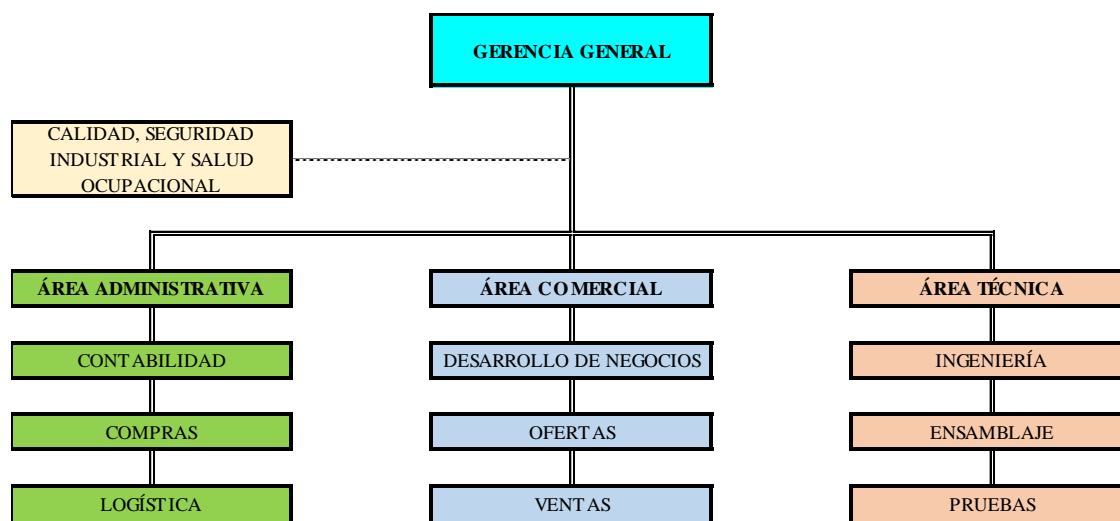 GERENCIA GENERAL
CALIDAD, SEGURIDAD
INDUSTRIAL Y SALUD
OCUPACIONAL
ÁREA ADMINISTRATIVA
ÁREA COMERCIAL
ÁREA TÉCNICA
CONTABILIDAD
DESARROLLO DE NEGOCIOS
INGENIERÍA
COMPRAS
OFERTAS
ENSAMBLAJE
LOGÍSTICA
VENTAS
PRUEBAS